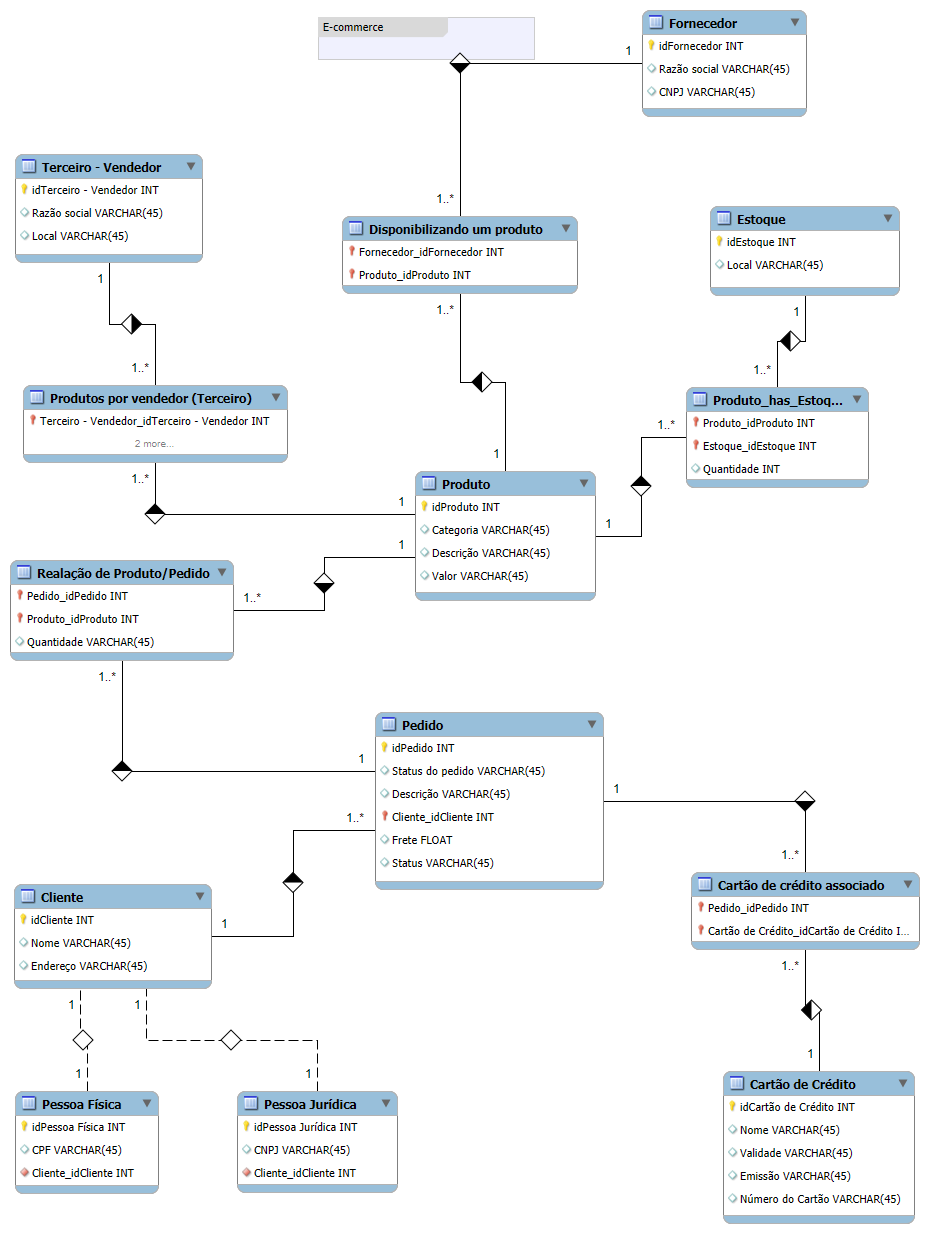 E-commerce
Fornecedor
idFornecedor INT
Razão social VARCHAR(45)
CNPJ VARCHAR(45)
1
1..*
Terceiro - Vendedor
idTerceiro - Vendedor INT
Razão social VARCHAR(45)
Local VARCHAR(45)
1
1..*
Disponibilizando um produto
Fornecedor_idFornecedor INT
Produto_idProduto INT
1..*
1
Estoque
idEstoque INT
Local VARCHAR(45)
1
1..*
Produtos por vendedor (Terceiro)
Terceiro - Vendedor_idTerceiro - Vendedor INT
2 more...
1..*
1
Produto_has_Estoq...
Produto_idProduto INT
Estoque_idEstoque INT
Quantidade INT
1..*
1
Produto
idProduto INT
Categoria VARCHAR(45)
Descrição VARCHAR(45)
Valor VARCHAR(45)
1
1..*
Realação de Produto/Pedido
Pedido_idPedido INT
Produto_idProduto INT
Quantidade VARCHAR(45)
1..*
1
Pedido
idPedido INT
Status do pedido VARCHAR(45)
Descrição VARCHAR(45)
Cliente_idCliente INT
Frete FLOAT
Status VARCHAR(45)
1
1..*
1..*
1
Cliente
idCliente INT
Nome VARCHAR(45)
Endereço VARCHAR(45)
1
1
1
1
Cartão de crédito associado
Pedido_idPedido INT
Cartão de Crédito_idCartão de Crédito I...
1..*
1
Pessoa Física
idPessoa Física INT
CPF VARCHAR(45)
Cliente_idCliente INT
Pessoa Jurídica
idPessoa Jurídica INT
CNPJ VARCHAR(45)
Cliente_idCliente INT
Cartão de Crédito
idCartão de Crédito INT
Nome VARCHAR(45)
Validade VARCHAR(45)
Emissão VARCHAR(45)
Número do Cartão VARCHAR(45)